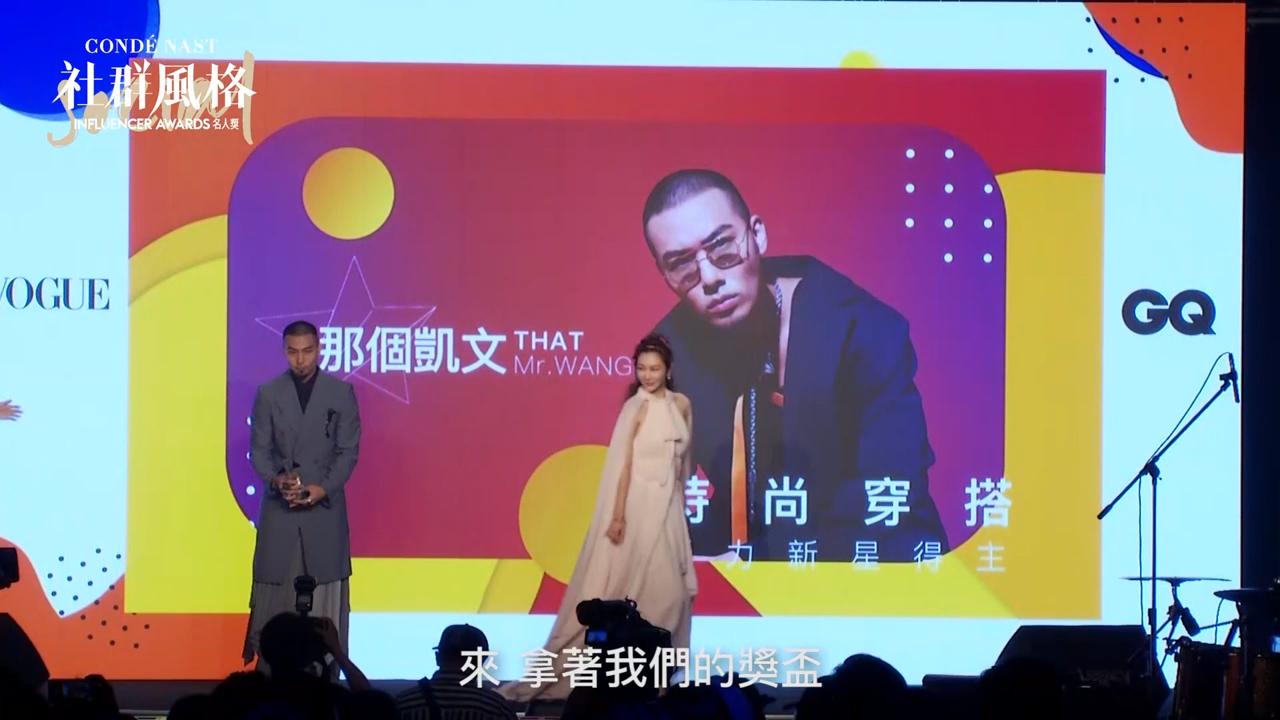 CONDÉ NAST
社群風格
Social
INFLUENCER AWARDS 名人獎
VOGUE
GQ
那個凱文 THAT
Mr.WANG
時尚穿搭
力新星得主
來 拿著我們的獎盃